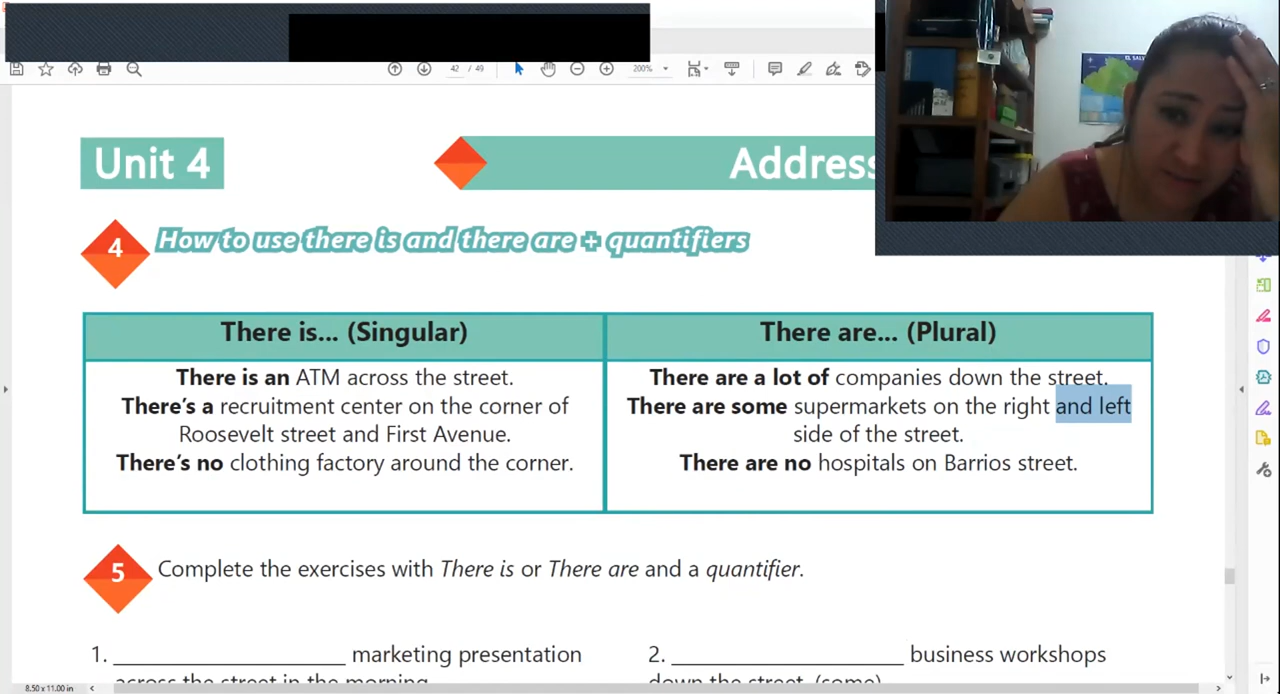 42 / 49
200%
EL SALV
Unit 4
Address
4
How to use there is and there are + quantifiers
There is... (Singular)
There are... (Plural)
There is an ATM across the street.
There's a recruitment center on the corner of
Roosevelt street and First Avenue.
There's no clothing factory around the corner.
There are a lot of companies down the street.
There are some supermarkets on the right and left
side of the street.
There are no hospitals on Barrios street.
5
Complete the exercises with There is or There are and a quantifier.
1. ____________________ marketing presentation
across the street in the morning
2. ____________________ business workshops
down the street. (some)
8.50 x 11.00 in